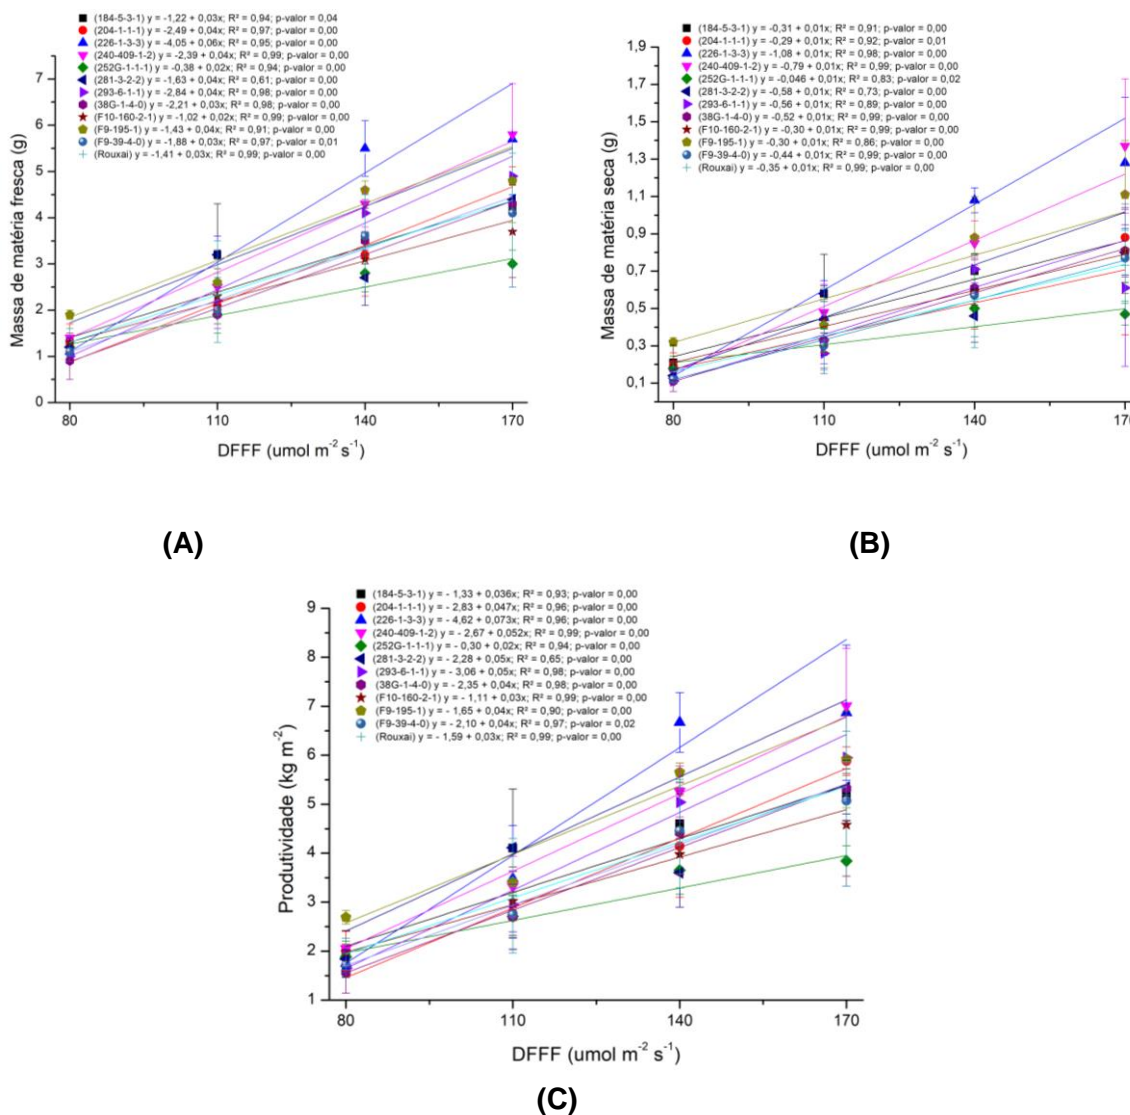 (184-5-3-1) y = -1,22 + 0,03x; R² = 0,94; p-valor = 0,04
(204-1-1-1) y = -2,49 + 0,04x; R² = 0,97; p-valor = 0,00
(226-1-3-3) y = -4,05 + 0,06x; R² = 0,95; p-valor = 0,00
(240-409-1-2) y = -2,39 + 0,04x; R² = 0,99; p-valor = 0,00
(252G-1-1-1) y = -0,38 + 0,02x; R² = 0,94; p-valor = 0,00
(281-3-2-2) y = -1,63 + 0,04x; R² = 0,61; p-valor = 0,00
(293-6-1-1) y = -2,84 + 0,04x; R² = 0,98; p-valor = 0,00
(38G-1-4-0) y = -2,21 + 0,03x; R² = 0,98; p-valor = 0,00
(F10-160-2-1) y = -1,02 + 0,02x; R² = 0,99; p-valor = 0,00
(F9-195-1) y = -1,43 + 0,04x; R² = 0,91; p-valor = 0,00
(F9-39-4-0) y = -1,88 + 0,03x; R² = 0,97; p-valor = 0,01
(Rouxai) y = -1,41 + 0,03x; R² = 0,99; p-valor = 0,00
Massa de matéria fresca (g)
7
6
5
4
3
2
1
0
80 110 140 170
DFFF (umol m⁻² s⁻¹)
(A)
(184-5-3-1) y = -0,31 + 0,01x; R² = 0,91; p-valor = 0,00
(204-1-1-1) y = -0,29 + 0,01x; R² = 0,92; p-valor = 0,01
(226-1-3-3) y = -1,08 + 0,01x; R² = 0,98; p-valor = 0,00
(240-409-1-2) y = -0,79 + 0,01x; R² = 0,99; p-valor = 0,00
(252G-1-1-1) y = -0,046 + 0,01x; R² = 0,83; p-valor = 0,02
(281-3-2-2) y = -0,58 + 0,01x; R² = 0,73; p-valor = 0,00
(293-6-1-1) y = -0,56 + 0,01x; R² = 0,89; p-valor = 0,00
(38G-1-4-0) y = -0,52 + 0,01x; R² = 0,99; p-valor = 0,00
(F10-160-2-1) y = -0,30 + 0,01x; R² = 0,99; p-valor = 0,00
(F9-195-1) y = -0,30 + 0,01x; R² = 0,86; p-valor = 0,00
(F9-39-4-0) y = -0,44 + 0,01x; R² = 0,99; p-valor = 0,00
(Rouxai) y = -0,35 + 0,01x; R² = 0,99; p-valor = 0,00
Massa de matéria seca (g)
1,9
1,7
1,5
1,3
1,1
0,9
0,7
0,5
0,3
0,1
80 110 140 170
DFFF (umol m⁻² s⁻¹)
(B)
(184-5-3-1) y = - 1,33 + 0,036x; R² = 0,93; p-valor = 0,00
(204-1-1-1) y = - 2,83 + 0,047x; R² = 0,96; p-valor = 0,00
(226-1-3-3) y = - 4,62 + 0,073x; R² = 0,96; p-valor = 0,00
(240-409-1-2) y = - 2,67 + 0,052x; R² = 0,99; p-valor = 0,00
(252G-1-1-1) y = - 0,30 + 0,02x; R² = 0,94; p-valor = 0,00
(281-3-2-2) y = - 2,28 + 0,05x; R² = 0,65; p-valor = 0,00
(293-6-1-1) y = - 3,06 + 0,05x; R² = 0,98; p-valor = 0,00
(38G-1-4-0) y = - 2,35 + 0,04x; R² = 0,98; p-valor = 0,00
(F10-160-2-1) y = - 1,11 + 0,03x; R² = 0,99; p-valor = 0,00
(F9-195-1) y = - 1,65 + 0,04x; R² = 0,90; p-valor = 0,00
(F9-39-4-0) y = - 2,10 + 0,04x; R² = 0,97; p-valor = 0,02
(Rouxai) y = - 1,59 + 0,03x; R² = 0,99; p-valor = 0,00
Produtividade (kg m⁻²)
9
8
7
6
5
4
3
2
1
80 110 140 170
DFFF (umol m⁻² s⁻¹)
(C)